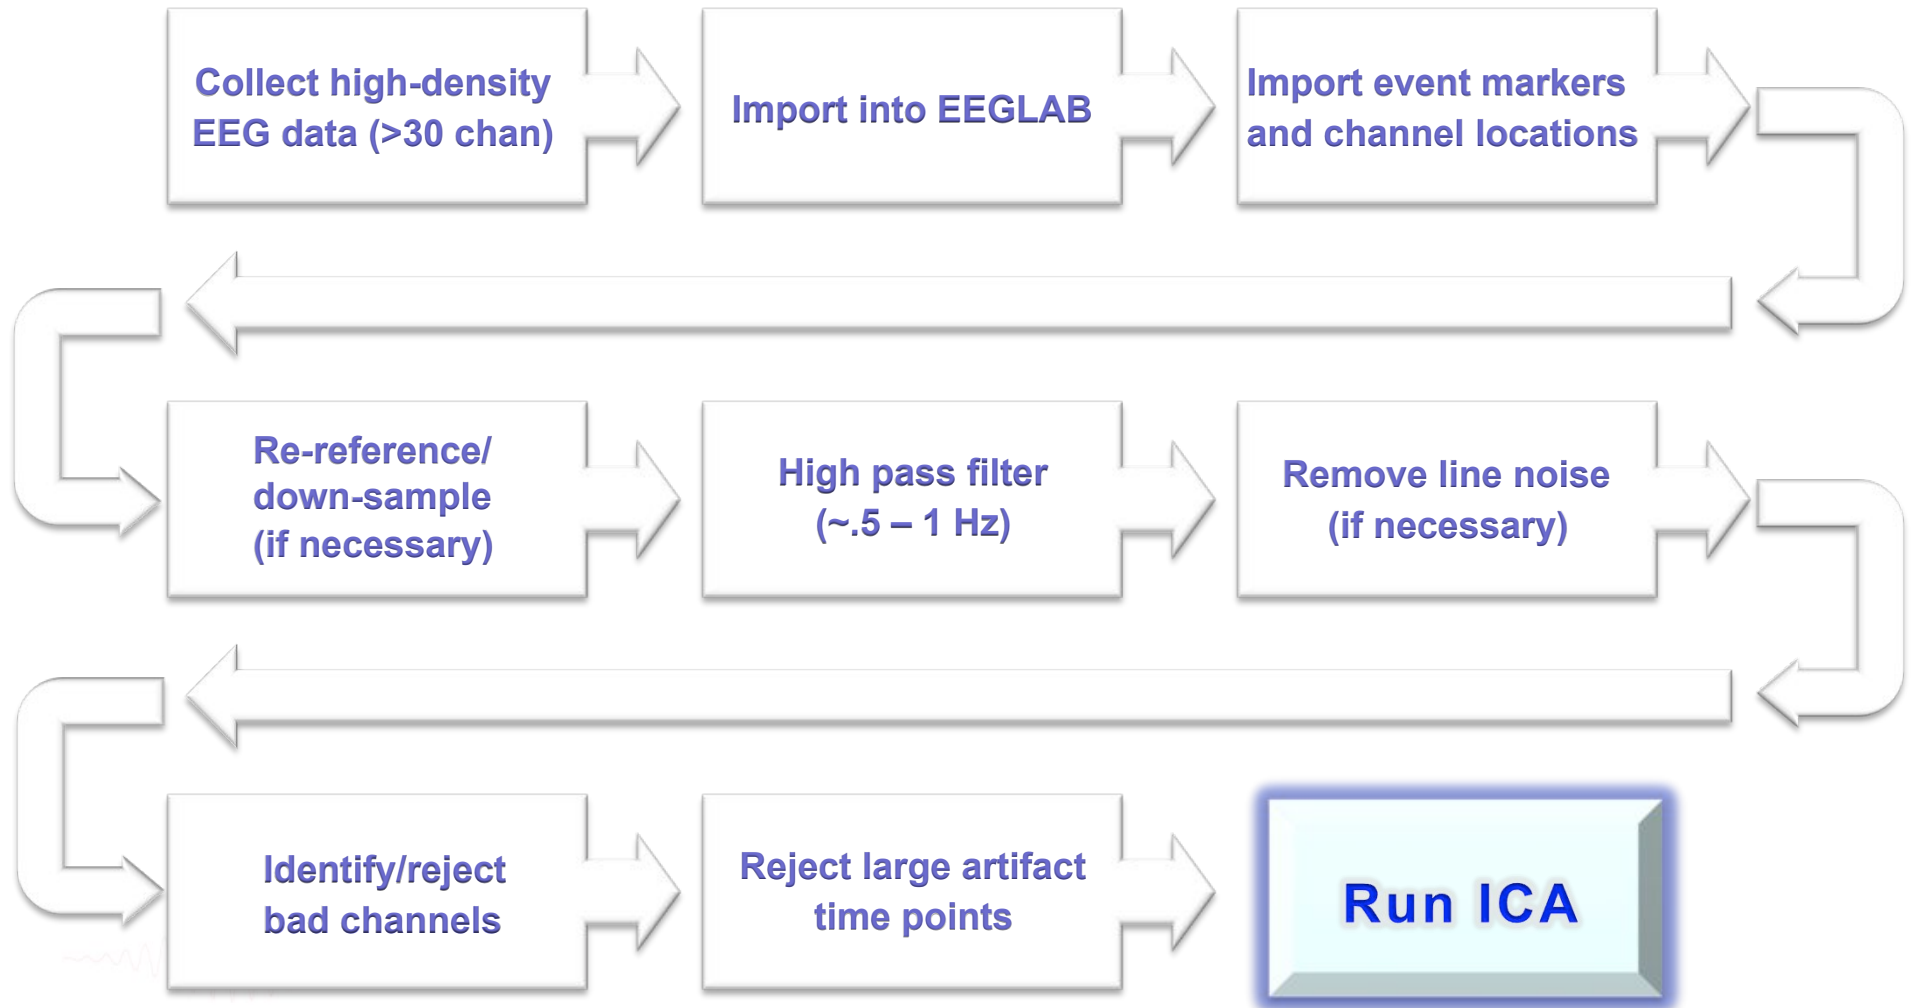 Collect high-density
EEG data (>30 chan)
Import into EEGLAB
Import event markers
and channel locations
Re-reference/
down-sample
(if necessary)
High pass filter
(~.5 – 1 Hz)
Remove line noise
(if necessary)
Identify/reject
bad channels
Reject large artifact
time points
Run ICA